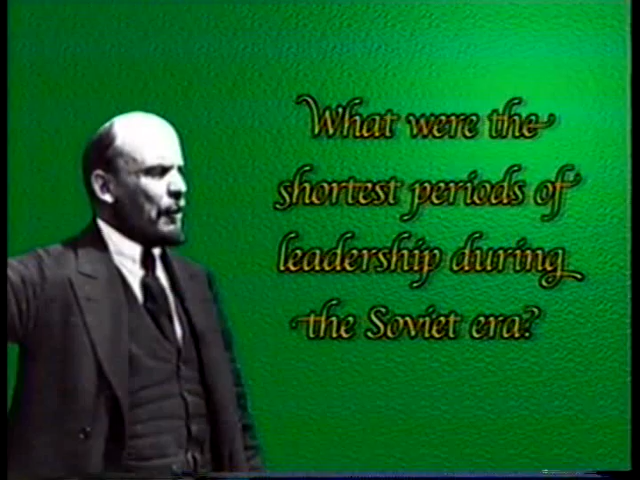 What were the
shortest periods of
leadership during
the Soviet era?